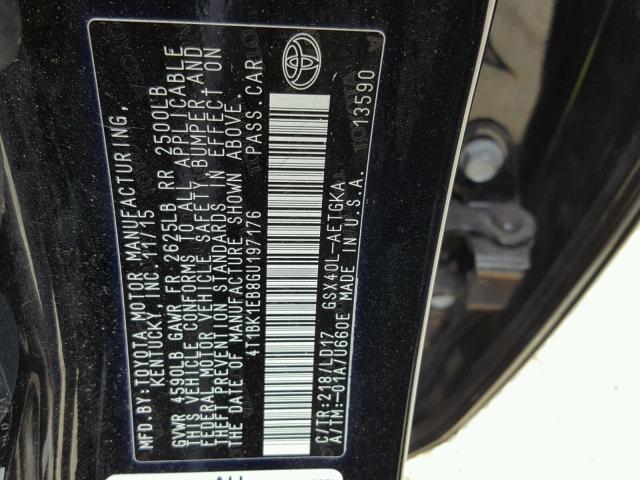 MFD.BY:TOYOTA MOTOR MANUFACTURING,
KENTUCKY, INC. 11/15
GVWR 4590LB GAWR FR 2925LB RR 2500LB
THIS VEHICLE CONFORMS TO ALL APPLICABLE
FEDERAL MOTOR VEHICLE SAFETY,BUMPER,AND
THEFT PREVENTION STANDARDS IN EFFECT ON
THE DATE OF MANUFACTURE SHOWN ABOVE.
4T1BK1EB8GU197176 PASS.CAR
C/TR:218/LD17 GSX40L-AETGKA
A/TM:-01A/U660E MADE IN U.S.A.
13590